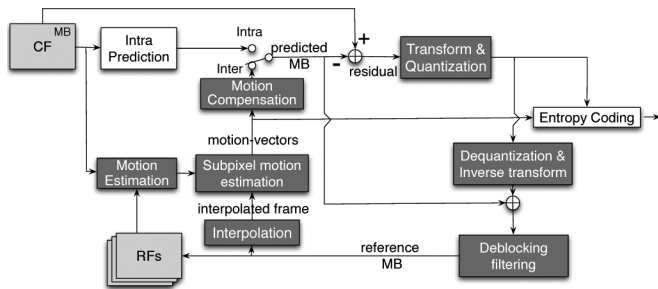 MB
CF
Intra
Prediction
Intra
Inter
predicted
MB
+
-
residual
Transform &
Quantization
Motion
Compensation
Entropy Coding
motion-vectors
Motion
Estimation
Subpixel motion
estimation
Dequantization &
Inverse transform
interpolated frame
Interpolation
RFs
reference
MB
Deblocking
filtering